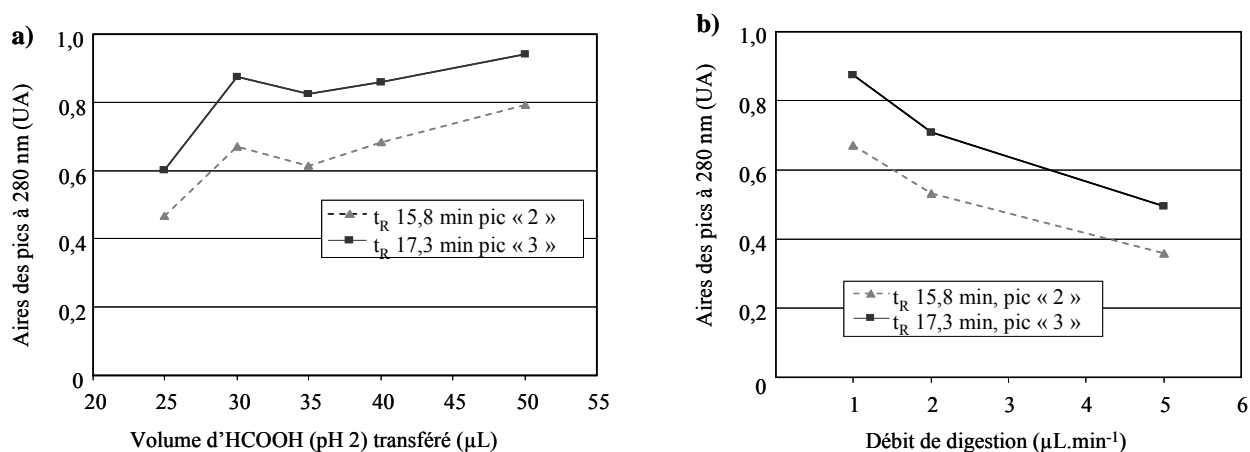 a)
Aires des pics à 280 nm (UA)
1,0
0,8
0,6
0,4
0,2
0
20 25 30 35 40 45 50 55
t_R 15,8 min pic « 2 »
t_R 17,3 min pic « 3 »
Volume d’HCOOH (pH 2) transféré (µL)
b)
Aires des pics à 280 nm (UA)
1,0
0,8
0,6
0,4
0,2
0
1 2 3 4 5 6
t_R 15,8 min, pic « 2 »
t_R 17,3 min, pic « 3 »
Débit de digestion (µL.min⁻¹)